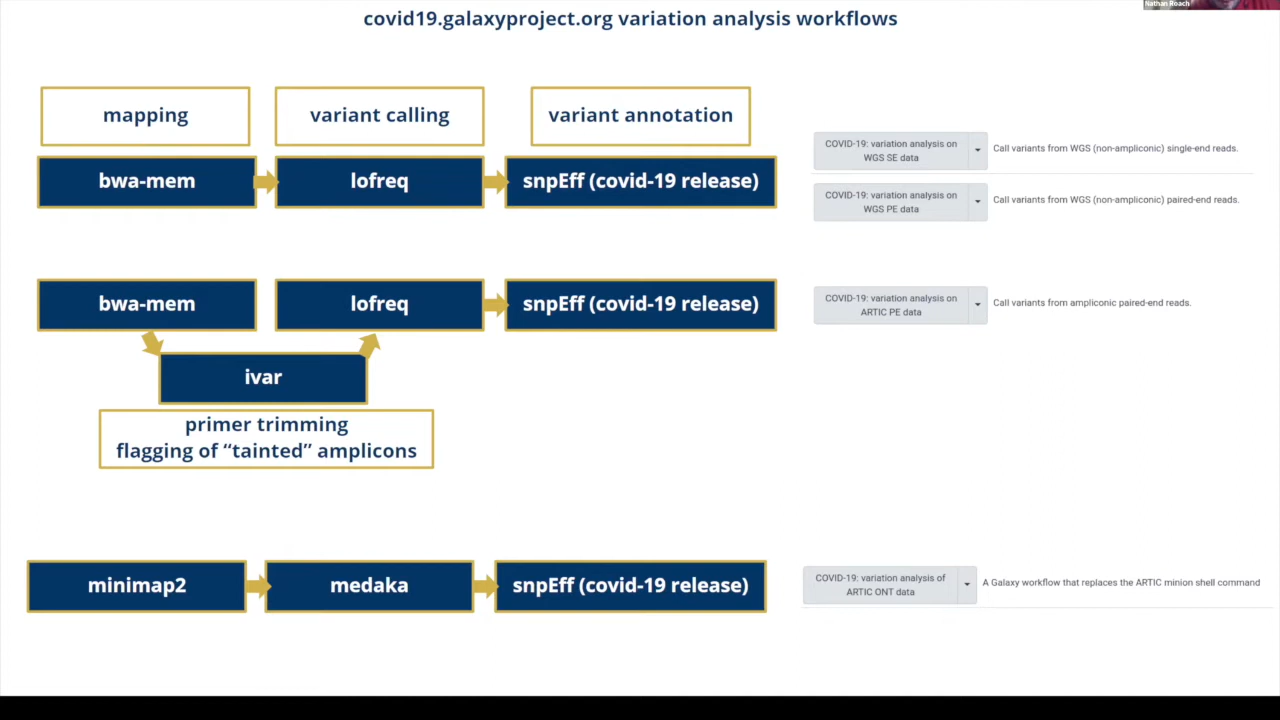 Nathan Roach
covid19.galaxyproject.org variation analysis workflows
mapping
variant calling
variant annotation
bwa-mem
lofreq
snpEff (covid-19 release)
COVID-19: variation analysis on
WGS SE data
Call variants from WGS (non-ampliconic) single-end reads.
COVID-19: variation analysis on
WGS PE data
Call variants from WGS (non-ampliconic) paired-end reads.
bwa-mem
lofreq
snpEff (covid-19 release)
COVID-19: variation analysis on
ARTIC PE data
Call variants from ampliconic paired-end reads.
ivar
primer trimming
flagging of “tainted” amplicons
minimap2
medaka
snpEff (covid-19 release)
COVID-19: variation analysis of
ARTIC ONT data
A Galaxy workflow that replaces the ARTIC minion shell command